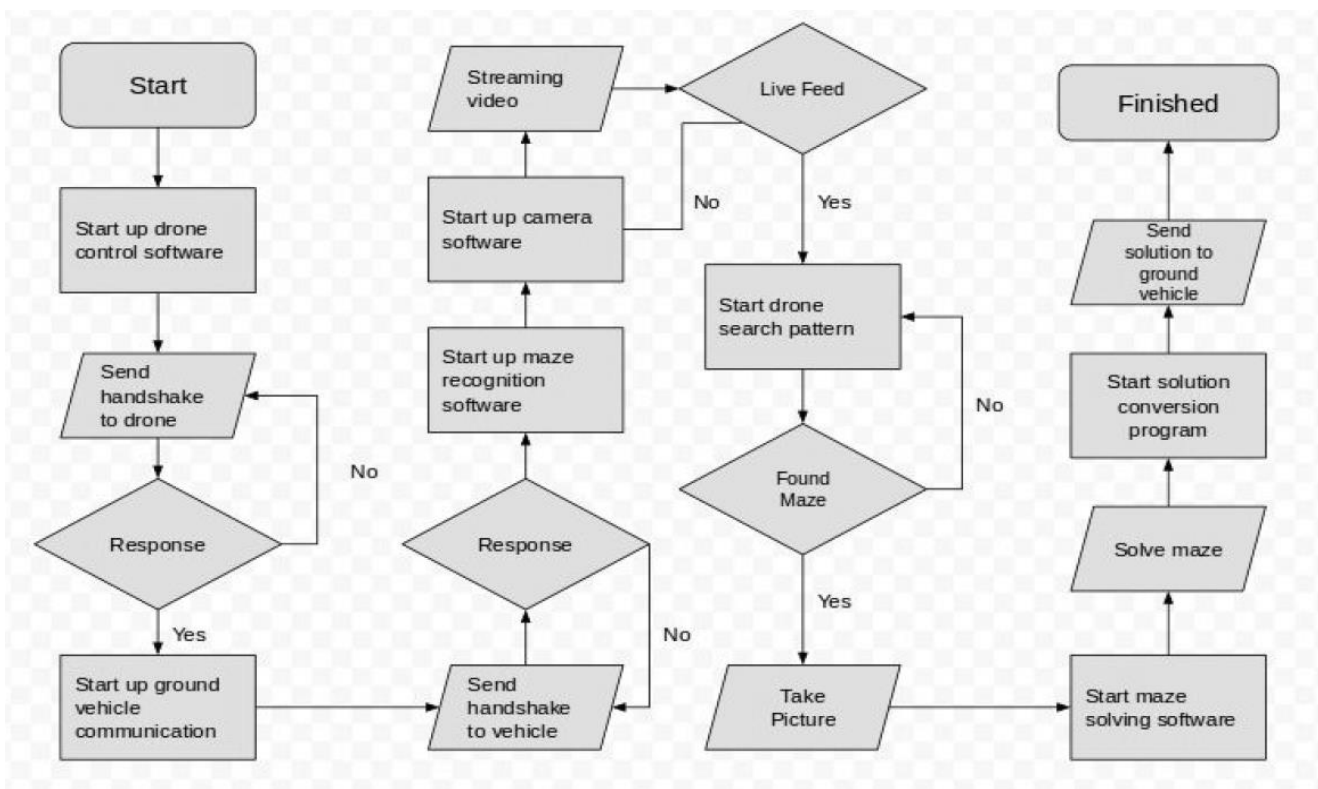 Start
Start up drone
control software
Send
handshake
to drone
No
Response
Yes
Start up ground
vehicle
communication
Send
handshake
to vehicle
No
Response
Start up maze
recognition
software
Start up camera
software
Streaming
video
Live Feed
No
Yes
Start drone
search pattern
No
Found
Maze
Yes
Take
Picture
Start maze
solving software
Solve maze
Start solution
conversion
program
Send
solution to
ground
vehicle
Finished